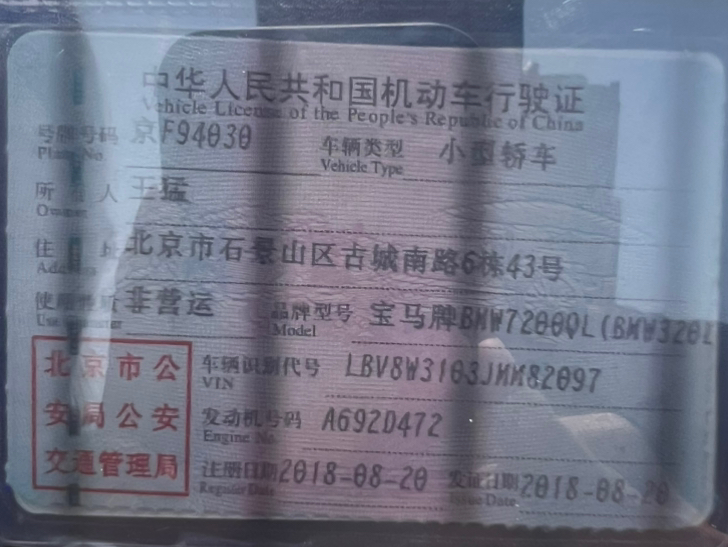 中华人民共和国机动车行驶证
Vehicle License of the People's Republic of China
号牌号码 京F94030 车辆类型 小型轿车
Plate No. Vehicle Type
所有人 王猛
Owner
住址 北京市石景山区古城南路6栋43号
Address
使用性质 非营运 品牌型号 宝马牌BMW7200QL(BMW320L
Use Character Model
北京市公安局公安交通管理局
车辆识别代号 LBV8W3103JMM82097
VIN
发动机号码 A692D472
Engine No.
注册日期 2018-08-20 发证日期 2018-08-20
Register Date Issue Date